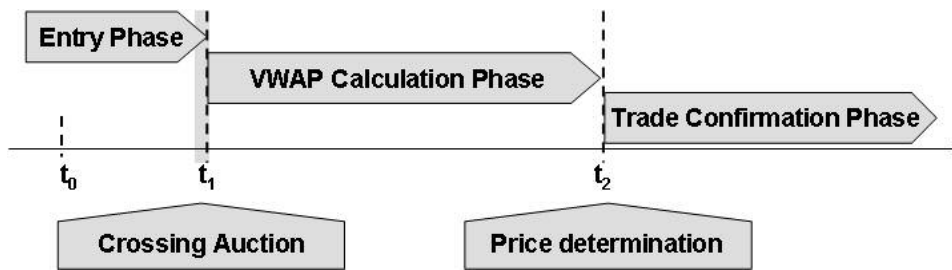 Entry Phase
VWAP Calculation Phase
Trade Confirmation Phase
t0
t1
t2
Crossing Auction
Price determination